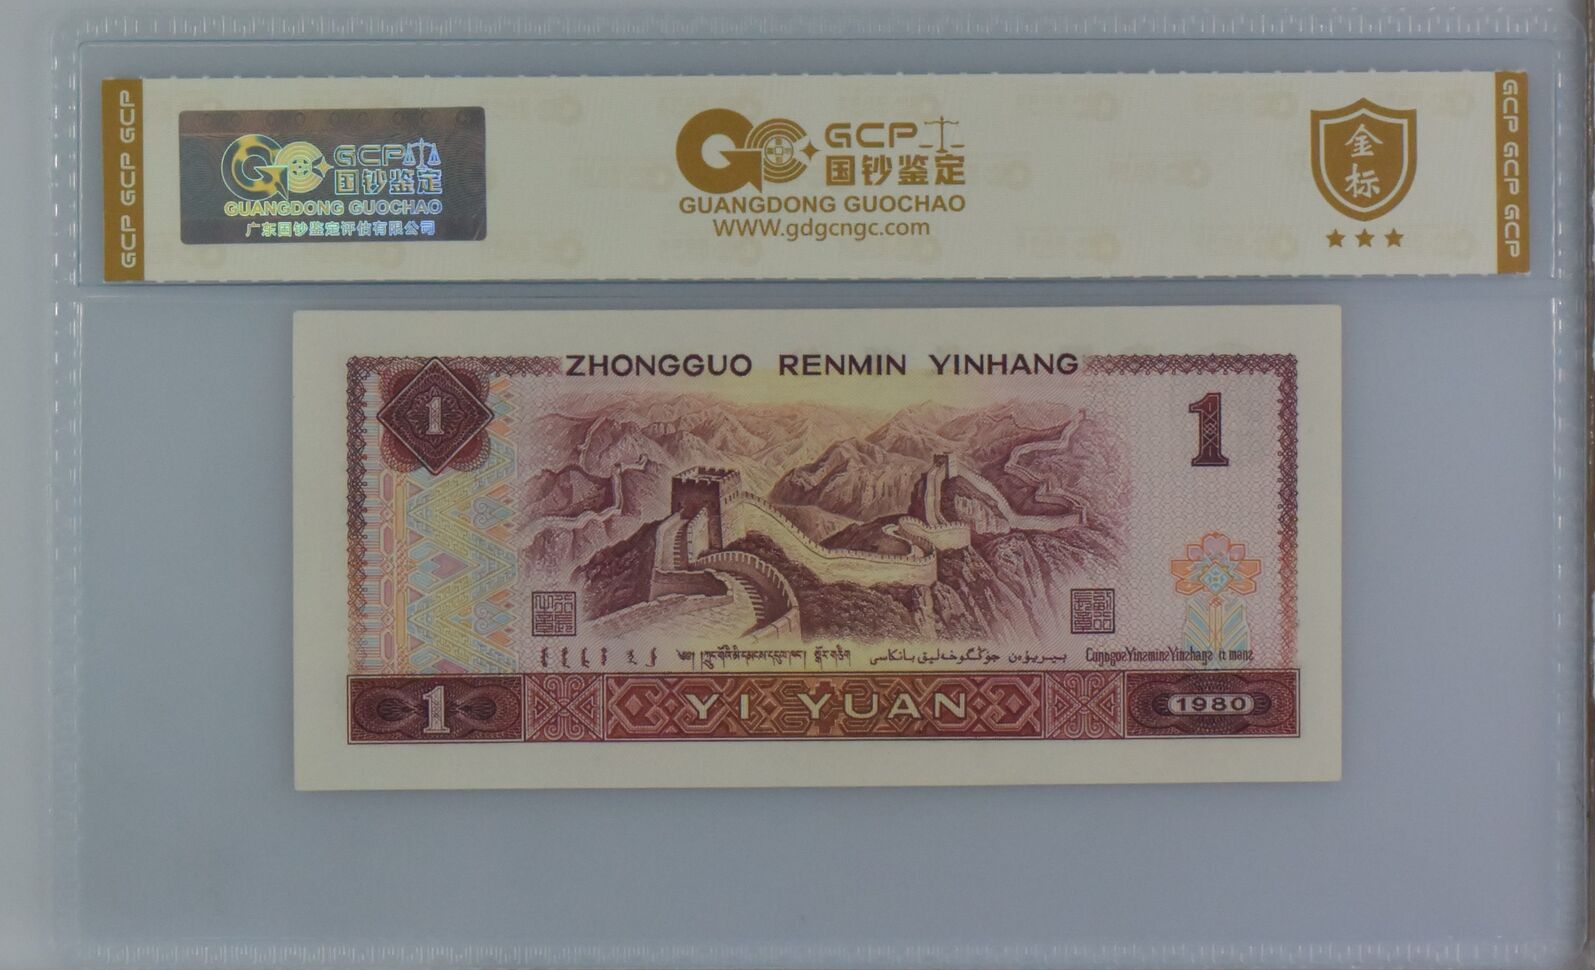 GCP GCP GCP
GCP
国钞鉴定
GUANGDONG GUOCHAO
广东国钞鉴定评估有限公司
GCP
国钞鉴定
GUANGDONG GUOCHAO
WWW.gdgcngc.com
金标
GCP GCP GCP
ZHONGGUO RENMIN YINHANG
1
1
1
YI YUAN
1980